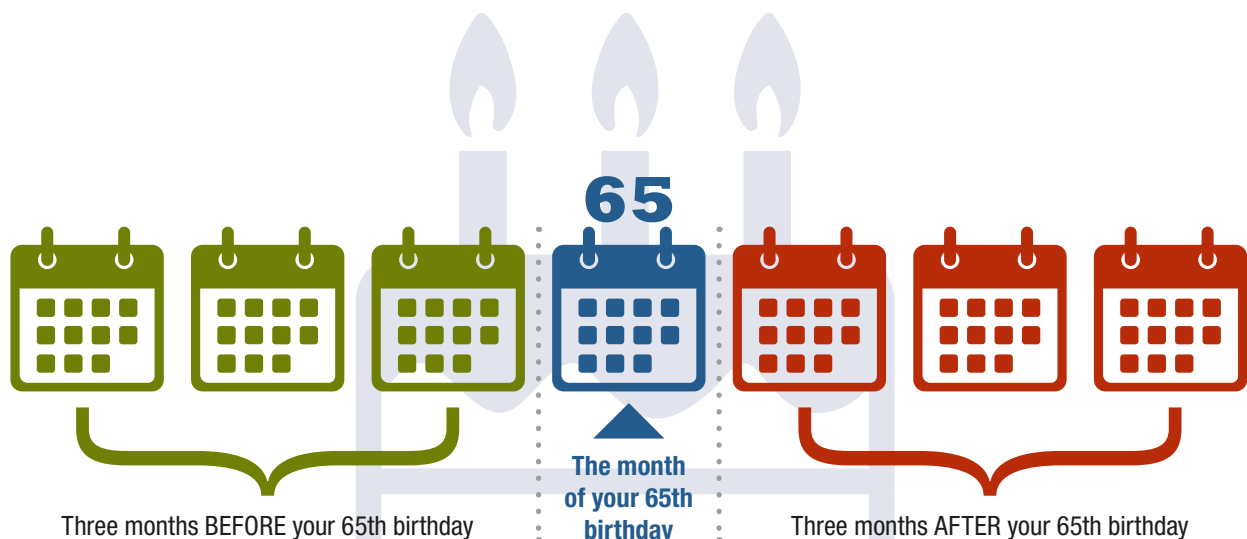 65
Three months BEFORE your 65th birthday
The month
of your 65th
birthday
Three months AFTER your 65th birthday